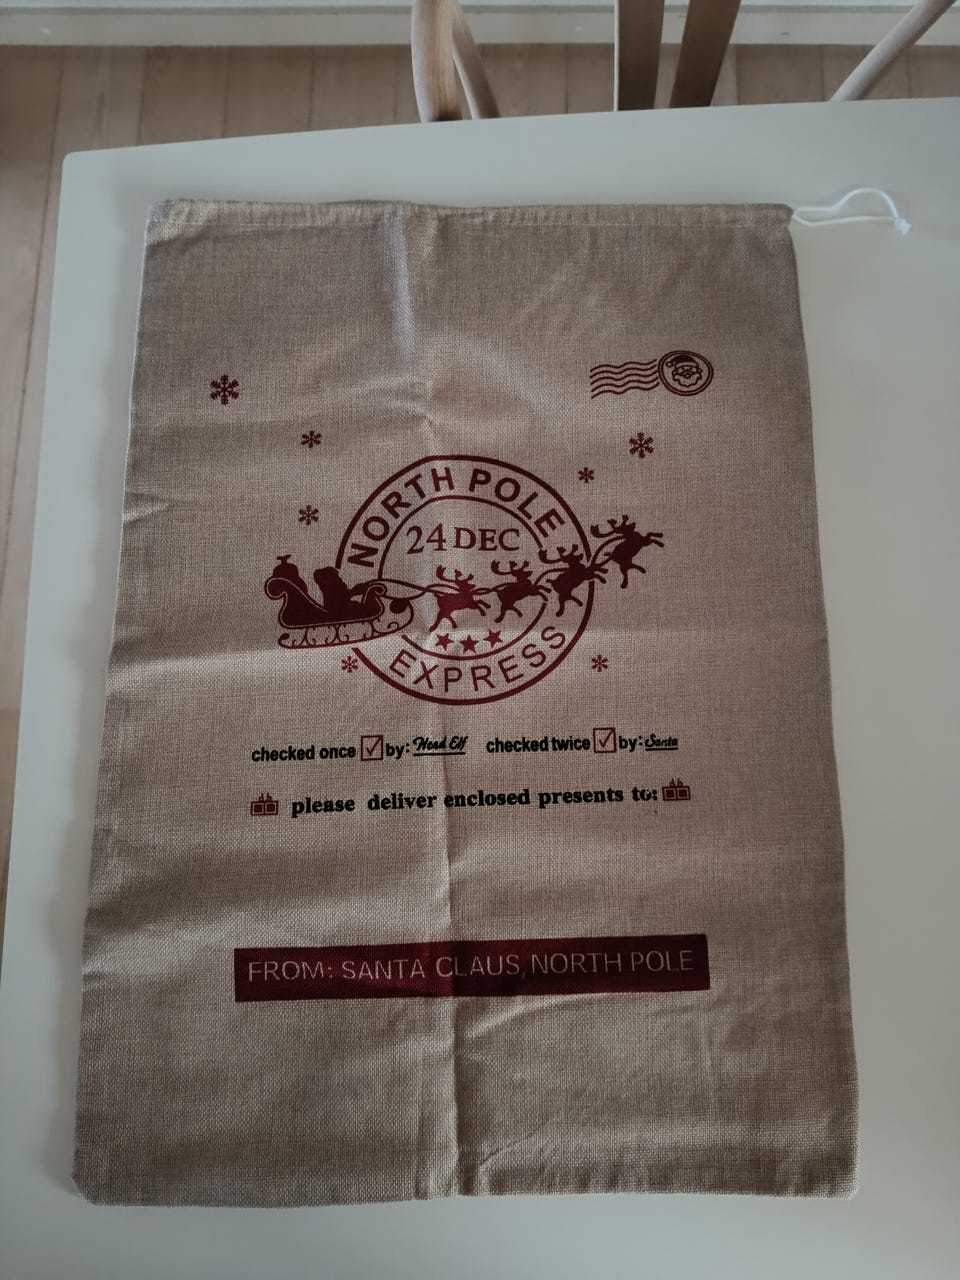 NORTH POLE
24 DEC
EXPRESS
checked once by: Head Elf checked twice by: Santa
please deliver enclosed presents to:
FROM: SANTA CLAUS, NORTH POLE